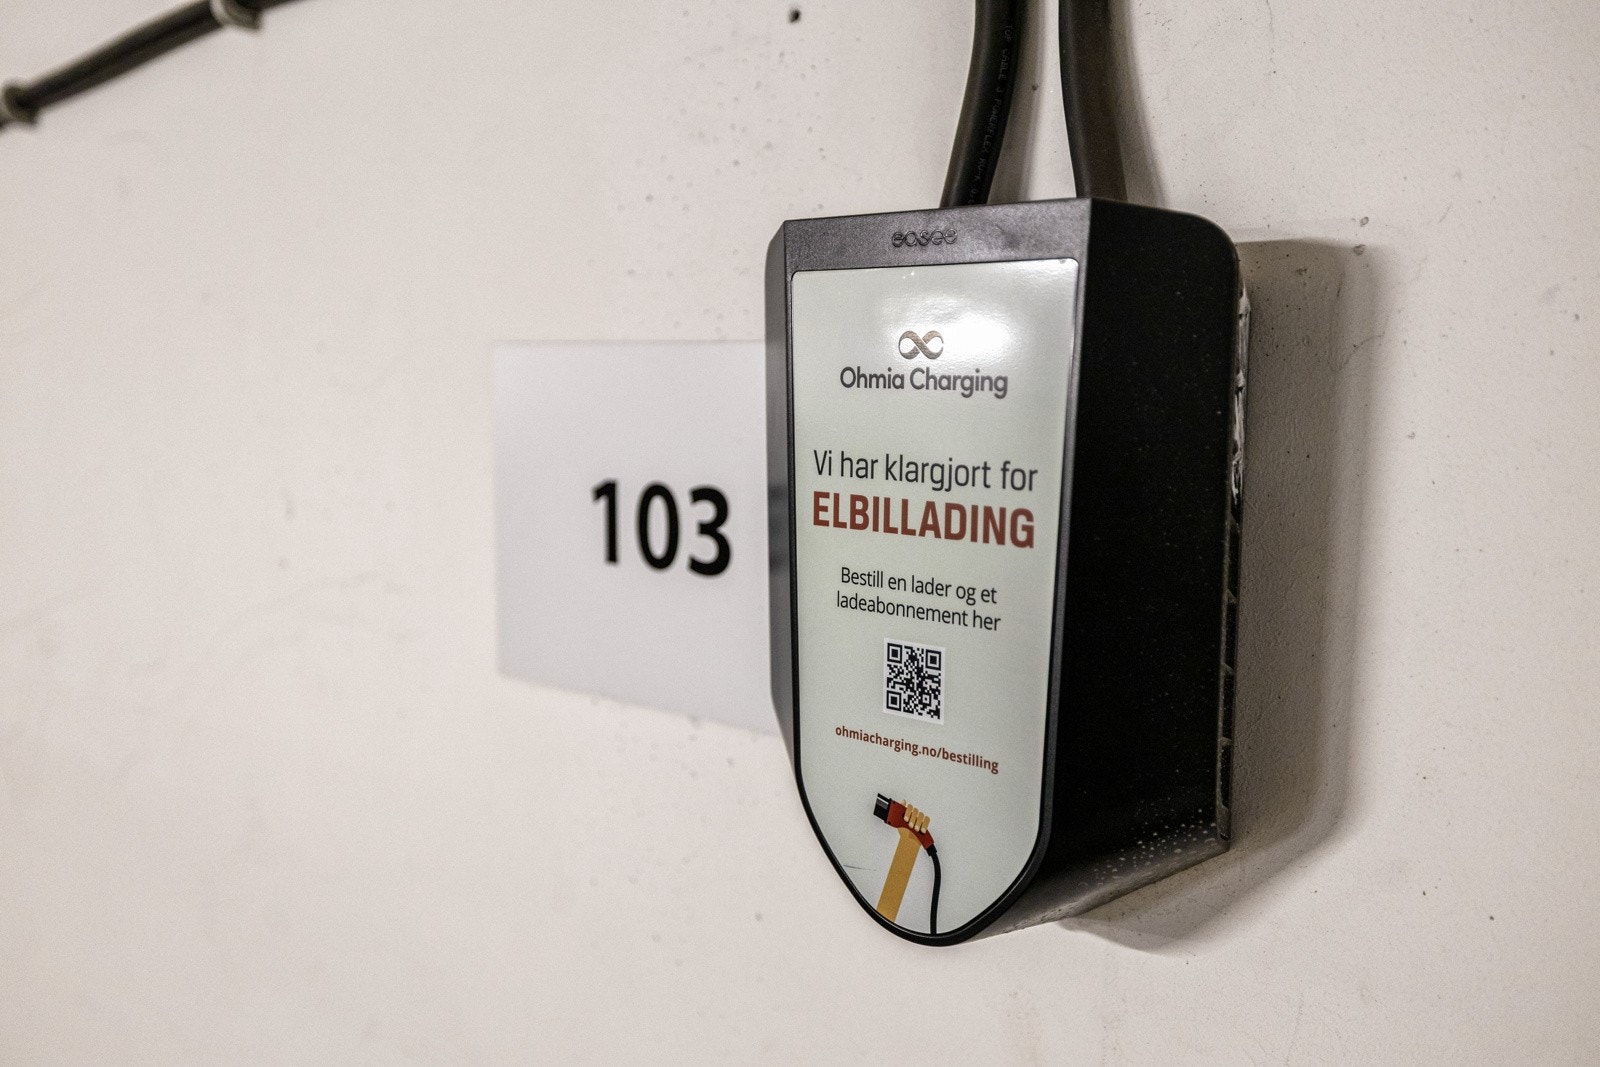 easee
Ohmia Charging
Vi har klargjort for
ELBILLADING
Bestill en lader og et
ladeabonnement her
ohmiacharging.no/bestilling
103